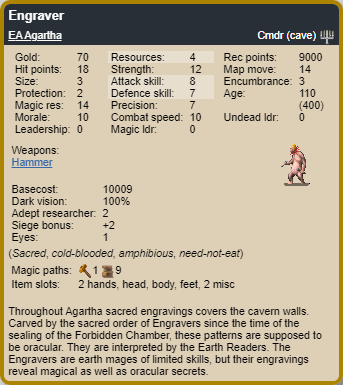 Engraver
EA Agartha Cmdr (cave)
Gold: 70 Resources: 4 Rec points: 9000
Hit points: 18 Strength: 12 Map move: 14
Size: 3 Attack skill: 8 Encumbrance: 3
Protection: 2 Defence skill: 7 Age: 110
Magic res: 14 Precision: 7 (400)
Morale: 10 Combat speed: 10 Undead ldr: 0
Leadership: 0 Magic ldr: 0
Weapons:
Hammer
Basecost: 10009
Dark vision: 100%
Adept researcher: 2
Siege bonus: +2
Eyes: 1
(Sacred, cold-blooded, amphibious, need-not-eat)
Magic paths: 1 9
Item slots: 2 hands, head, body, feet, 2 misc
Throughout Agartha sacred engravings covers the cavern walls.
Carved by the sacred order of Engravers since the time of the
sealing of the Forbidden Chamber, these patterns are supposed to
be oracular. They are interpreted by the Earth Readers. The
Engravers are earth mages of limited skills, but their engravings
reveal magical as well as oracular secrets.